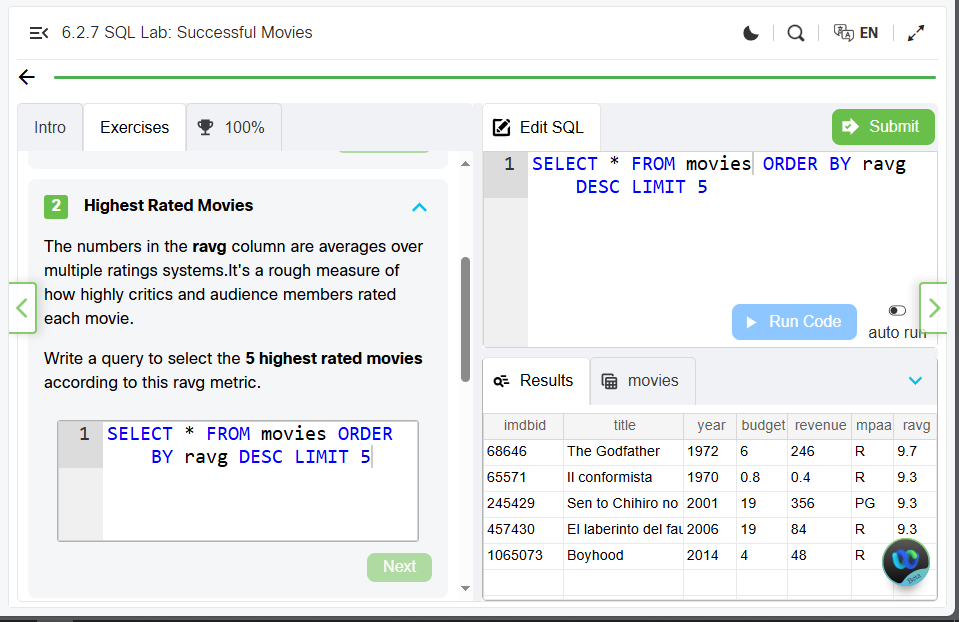 6.2.7 SQL Lab: Successful Movies
EN
Intro
Exercises
100%
2 Highest Rated Movies
The numbers in the ravg column are averages over
multiple ratings systems.It's a rough measure of
how highly critics and audience members rated
each movie.
Write a query to select the 5 highest rated movies
according to this ravg metric.
1 SELECT * FROM movies ORDER
BY ravg DESC LIMIT 5
Next
Edit SQL
Submit
1 SELECT * FROM movies ORDER BY ravg
DESC LIMIT 5
Run Code
auto run
Results
movies
imdbid title year budget revenue mpaa ravg
68646 The Godfather 1972 6 246 R 9.7
65571 Il conformista 1970 0.8 0.4 R 9.3
245429 Sen to Chihiro no 2001 19 356 PG 9.3
457430 El laberinto del fau 2006 19 84 R 9.3
1065073 Boyhood 2014 4 48 R
Beta